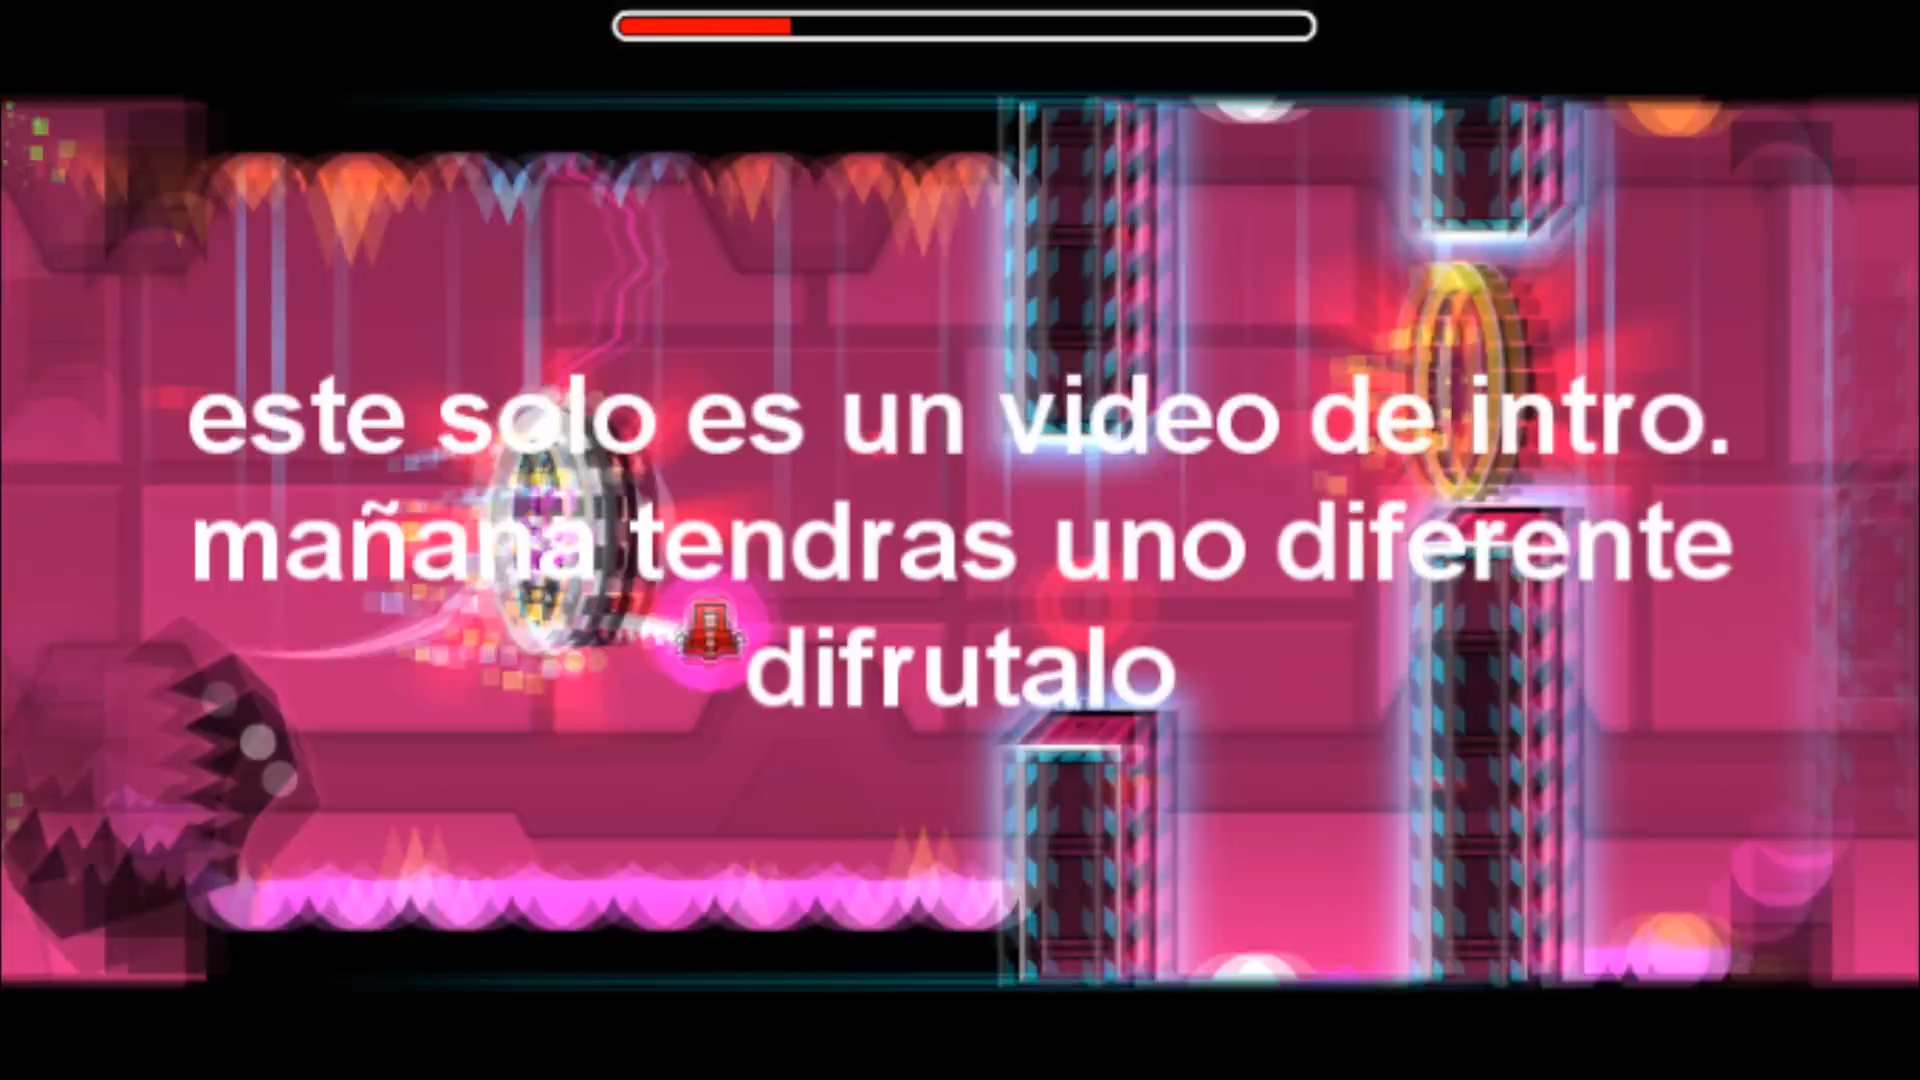 este solo es un video de intro.
mañana tendras uno diferente
difrutalo